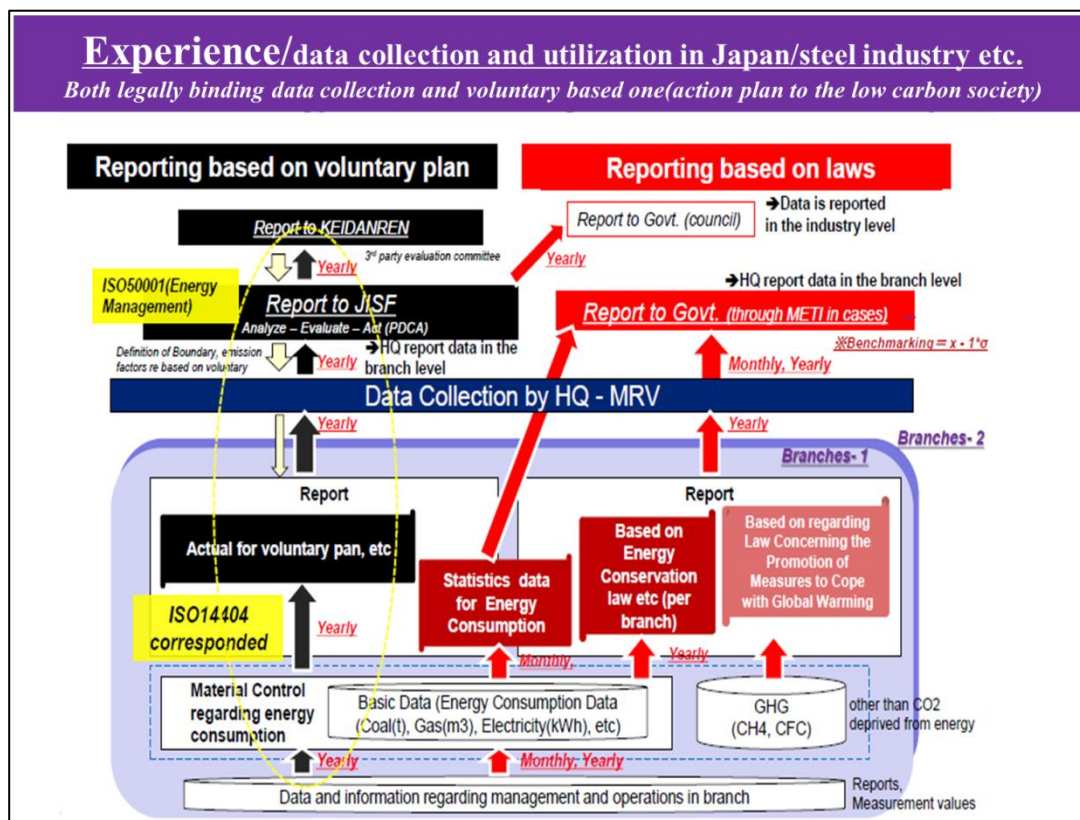 Experience/data collection and utilization in Japan/steel industry etc.
Both legally binding data collection and voluntary based one(action plan to the low carbon society)
Reporting based on voluntary plan
Reporting based on laws
Report to KEIDANREN
Report to Govt. (council)
➔Data is reported
in the industry level
Yearly
3rd party evaluation committee
Yearly
ISO50001(Energy
Management)
Report to JISF
Analyze – Evaluate – Act (PDCA)
➔HQ report data in the branch level
Report to Govt. (through METI in cases)
※Benchmarking = x - 1*σ
Definition of Boundary, emission
factors re based on voluntary
Yearly
➔HQ report data in the
branch level
Monthly, Yearly
Data Collection by HQ - MRV
Yearly
Yearly
Branches- 2
Branches- 1
Report
Report
Actual for voluntary pan, etc
Statistics data
for Energy
Consumption
Based on
Energy
Conservation
law etc (per
branch)
Based on regarding
Law Concerning the
Promotion of
Measures to Cope
with Global Warming
ISO14404
corresponded
Yearly
Monthly,
Yearly
Material Control
regarding energy
consumption
Basic Data (Energy Consumption Data
(Coal(t), Gas(m3), Electricity(kWh), etc)
GHG
(CH4, CFC)
other than CO2
deprived from energy
Yearly
Monthly, Yearly
Data and information regarding management and operations in branch
Reports,
Measurement values